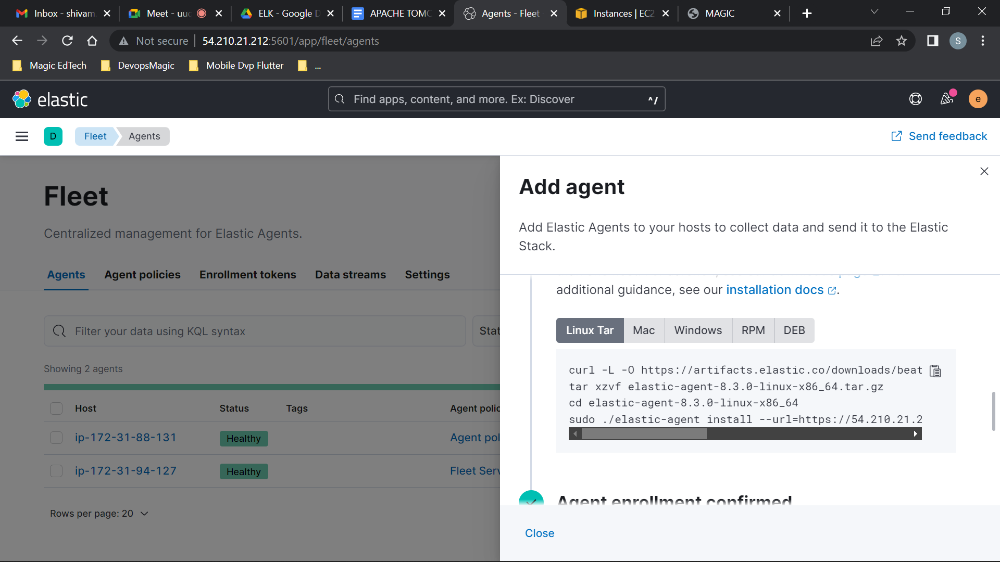 Inbox - shivam
Meet - uuc
ELK - Google D
APACHE TOMC
Agents - Fleet
Instances | EC2
MAGIC
Not secure
54.210.21.212:5601/app/fleet/agents
S
Magic EdTech
DevopsMagic
Mobile Dvp Flutter
...
elastic
Find apps, content, and more. Ex: Discover
^/
e
D
Fleet
Agents
Send feedback
Fleet
Centralized management for Elastic Agents.
Agents
Agent policies
Enrollment tokens
Data streams
Settings
Filter your data using KQL syntax
Stat
Showing 2 agents
Host
Status
Tags
Agent polic
ip-172-31-88-131
Healthy
Agent pol
ip-172-31-94-127
Healthy
Fleet Serv
Rows per page: 20
Add agent
Add Elastic Agents to your hosts to collect data and send it to the Elastic
Stack.
additional guidance, see our installation docs.
Linux Tar
Mac
Windows
RPM
DEB
curl -L -O https://artifacts.elastic.co/downloads/beat
tar xzvf elastic-agent-8.3.0-linux-x86_64.tar.gz
cd elastic-agent-8.3.0-linux-x86_64
sudo ./elastic-agent install --url=https://54.210.21.2
Agent enrollment confirmed
Close